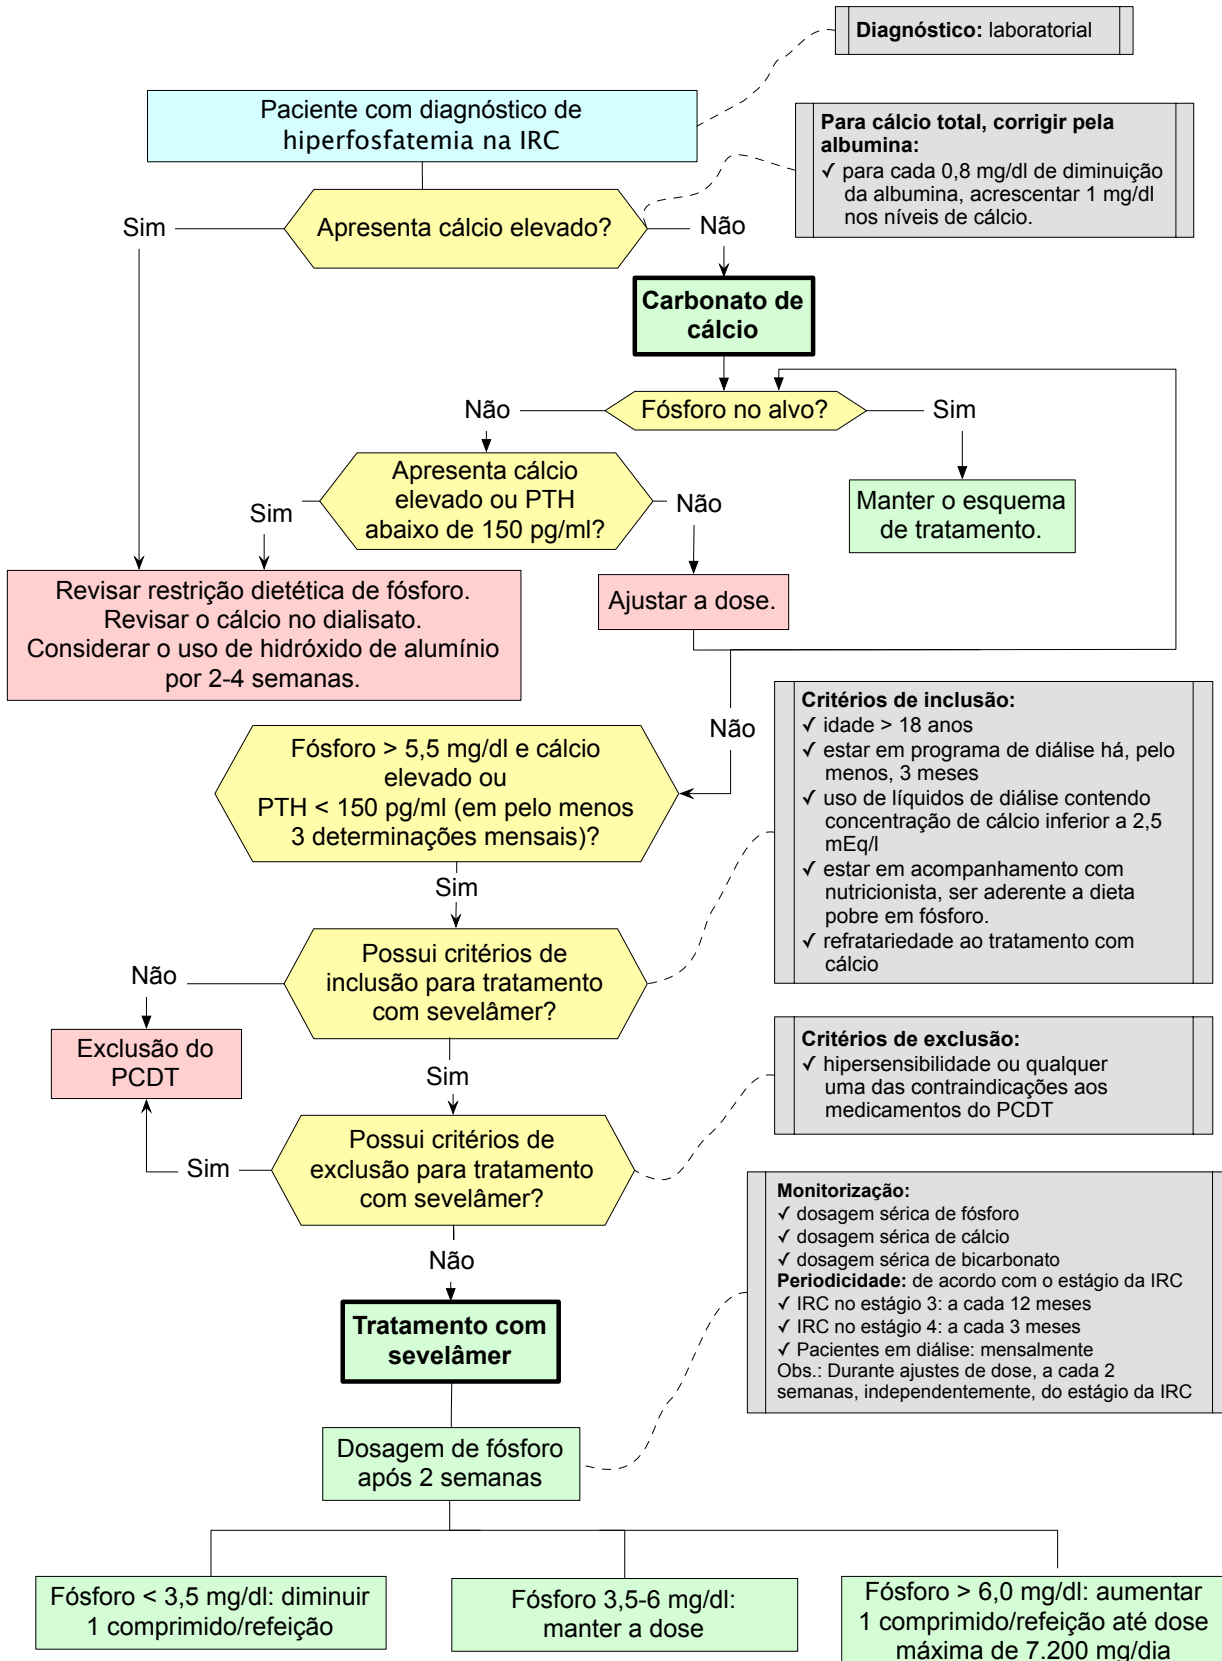 Diagnóstico: laboratorial
Paciente com diagnóstico de
hiperfosfatemia na IRC
Para cálcio total, corrigir pela
albumina:
✓ para cada 0,8 mg/dl de diminuição
da albumina, acrescentar 1 mg/dl
nos níveis de cálcio.
Sim
Apresenta cálcio elevado?
Não
Carbonato de
cálcio
Não
Fósforo no alvo?
Sim
Apresenta cálcio
elevado ou PTH
abaixo de 150 pg/ml?
Sim
Não
Manter o esquema
de tratamento.
Revisar restrição dietética de fósforo.
Revisar o cálcio no dialisato.
Considerar o uso de hidróxido de alumínio
por 2-4 semanas.
Ajustar a dose.
Não
Fósforo > 5,5 mg/dl e cálcio
elevado ou
PTH < 150 pg/ml (em pelo menos
3 determinações mensais)?
Critérios de inclusão:
✓ idade > 18 anos
✓ estar em programa de diálise há, pelo
menos, 3 meses
✓ uso de líquidos de diálise contendo
concentração de cálcio inferior a 2,5
mEq/l
✓ estar em acompanhamento com
nutricionista, ser aderente a dieta
pobre em fósforo.
✓ refratariedade ao tratamento com
cálcio
Sim
Possui critérios de
inclusão para tratamento
com sevelâmer?
Não
Exclusão do
PCDT
Sim
Critérios de exclusão:
✓ hipersensibilidade ou qualquer
uma das contraindicações aos
medicamentos do PCDT
Possui critérios de
exclusão para tratamento
com sevelâmer?
Sim
Não
Monitorização:
✓ dosagem sérica de fósforo
✓ dosagem sérica de cálcio
✓ dosagem sérica de bicarbonato
Periodicidade: de acordo com o estágio da IRC
✓ IRC no estágio 3: a cada 12 meses
✓ IRC no estágio 4: a cada 3 meses
✓ Pacientes em diálise: mensalmente
Obs.: Durante ajustes de dose, a cada 2
semanas, independentemente, do estágio da IRC
Tratamento com
sevelâmer
Dosagem de fósforo
após 2 semanas
Fósforo < 3,5 mg/dl: diminuir
1 comprimido/refeição
Fósforo 3,5-6 mg/dl:
manter a dose
Fósforo > 6,0 mg/dl: aumentar
1 comprimido/refeição até dose
máxima de 7.200 mg/dia